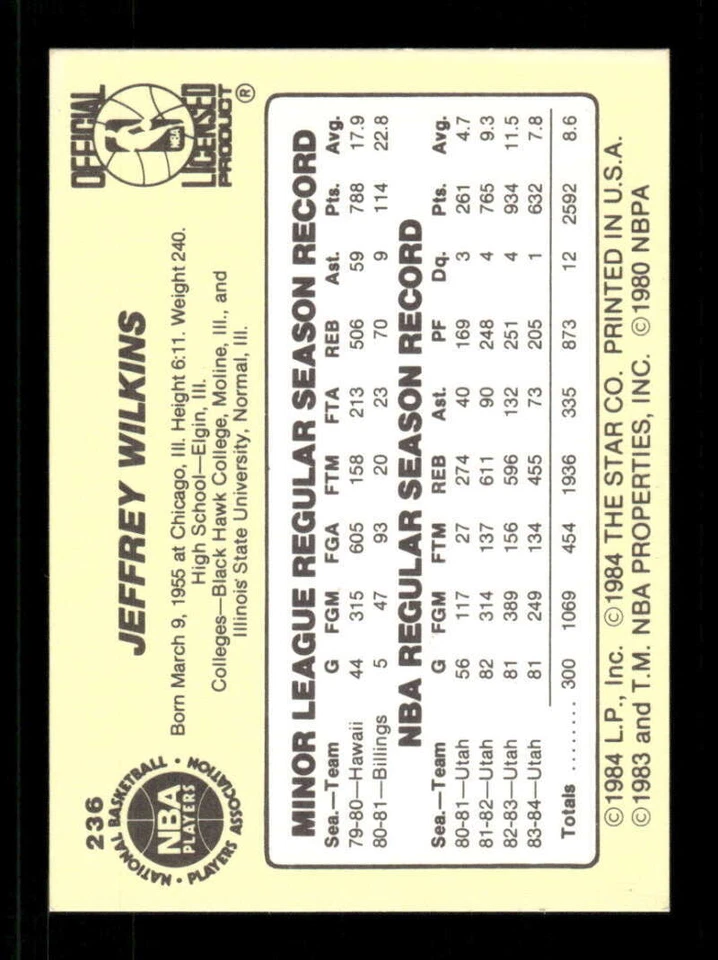 236
NATIONAL BASKETBALL
NBA
PLAYERS
• PLAYERS ASSOCIATION •
JEFFREY WILKINS
Born March 9, 1955 at Chicago, Ill. Height 6:11. Weight 240.
High School—Elgin, Ill.
Colleges—Black Hawk College, Moline, Ill., and
Illinois State University, Normal, Ill.
OFFICIAL
NBA
LICENSED
PRODUCT ®
MINOR LEAGUE REGULAR SEASON RECORD
Sea.—Team G FGM FGA FTM FTA REB Ast. Pts. Avg.
79-80—Hawaii 44 315 605 158 213 506 59 788 17.9
80-81—Billings 5 47 93 20 23 70 9 114 22.8
NBA REGULAR SEASON RECORD
Sea.—Team G FGM FTM REB Ast. PF Dq. Pts. Avg.
80-81—Utah 56 117 27 274 40 169 3 261 4.7
81-82—Utah 82 314 137 611 90 248 4 765 9.3
82-83—Utah 81 389 156 596 132 251 4 934 11.5
83-84—Utah 81 249 134 455 73 205 1 632 7.8
Totals ........ 300 1069 454 1936 335 873 12 2592 8.6
©1984 L.P., Inc. ©1984 THE STAR CO. PRINTED IN U.S.A.
©1983 and T.M. NBA PROPERTIES, INC. ©1980 NBPA